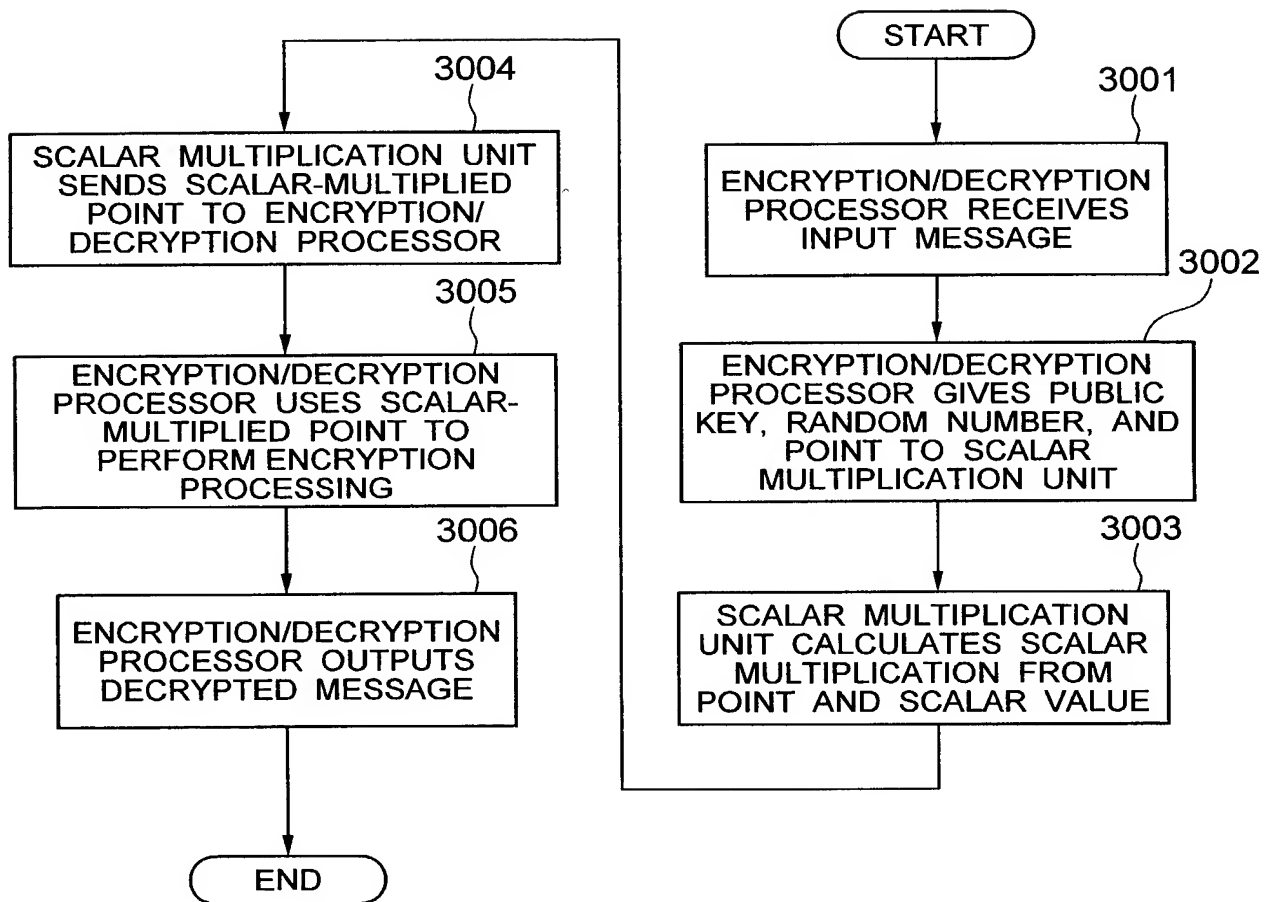 START
3001
ENCRYPTION/DECRYPTION
PROCESSOR RECEIVES
INPUT MESSAGE
3002
ENCRYPTION/DECRYPTION
PROCESSOR GIVES PUBLIC
KEY, RANDOM NUMBER, AND
POINT TO SCALAR
MULTIPLICATION UNIT
3003
SCALAR MULTIPLICATION
UNIT CALCULATES SCALAR
MULTIPLICATION FROM
POINT AND SCALAR VALUE
3004
SCALAR MULTIPLICATION UNIT
SENDS SCALAR-MULTIPLIED
POINT TO ENCRYPTION/
DECRYPTION PROCESSOR
3005
ENCRYPTION/DECRYPTION
PROCESSOR USES SCALAR-
MULTIPLIED POINT TO
PERFORM ENCRYPTION
PROCESSING
3006
ENCRYPTION/DECRYPTION
PROCESSOR OUTPUTS
DECRYPTED MESSAGE
END